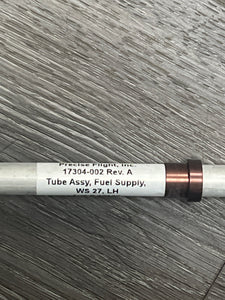 Precise Flight, Inc.
17304-002 Rev. A
Tube Assy, Fuel Supply,
WS 27, LH